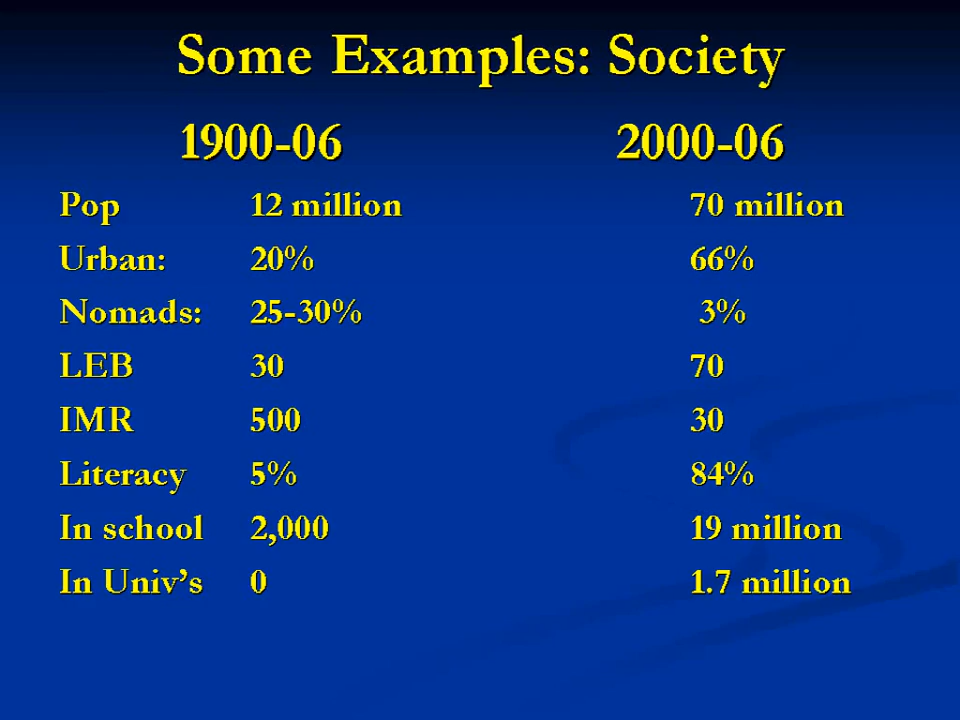 Some Examples: Society
1900-06 2000-06
Pop 12 million 70 million
Urban: 20% 66%
Nomads: 25-30% 3%
LEB 30 70
IMR 500 30
Literacy 5% 84%
In school 2,000 19 million
In Univ’s 0 1.7 million